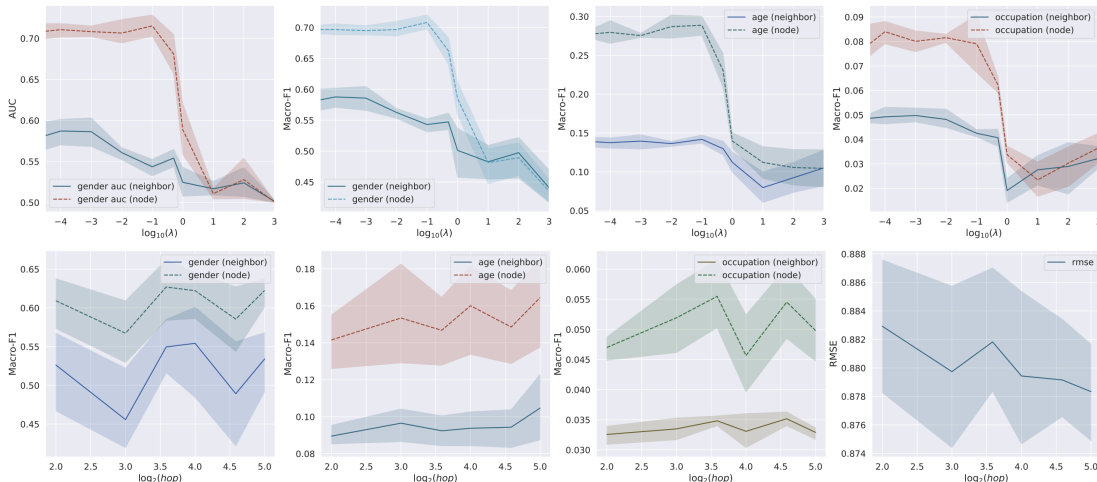 0.70
0.65
0.60
0.55
0.50
AUC
gender auc (neighbor)
gender auc (node)
−4 −3 −2 −1 0 1 2 3
log10(λ)
0.70
0.65
0.60
0.55
0.50
0.45
Macro-F1
gender (neighbor)
gender (node)
−4 −3 −2 −1 0 1 2 3
log10(λ)
0.30
0.25
0.20
0.15
0.10
0.05
Macro-F1
age (neighbor)
age (node)
−4 −3 −2 −1 0 1 2 3
log10(λ)
0.09
0.08
0.07
0.06
0.05
0.04
0.03
0.02
Macro-F1
occupation (neighbor)
occupation (node)
−4 −3 −2 −1 0 1 2 3
log10(λ)
0.65
0.60
0.55
0.50
0.45
Macro-F1
gender (neighbor)
gender (node)
2.0 2.5 3.0 3.5 4.0 4.5 5.0
log2(hop)
0.18
0.16
0.14
0.12
0.10
0.08
Macro-F1
age (neighbor)
age (node)
2.0 2.5 3.0 3.5 4.0 4.5 5.0
log2(hop)
0.060
0.055
0.050
0.045
0.040
0.035
0.030
Macro-F1
occupation (neighbor)
occupation (node)
2.0 2.5 3.0 3.5 4.0 4.5 5.0
log2(hop)
0.888
0.886
0.884
0.882
0.880
0.878
0.876
0.874
RMSE
rmse
2.0 2.5 3.0 3.5 4.0 4.5 5.0
log2(hop)